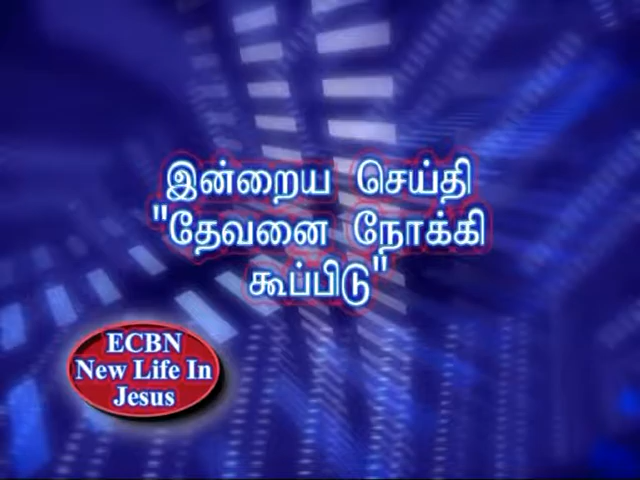 இன்றைய செய்தி
"தேவனை நோக்கி
கூப்பிடு"
ECBN
New Life In
Jesus